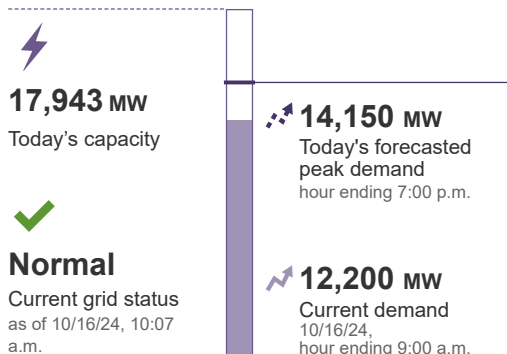 17,943 MW
Today's capacity
Normal
Current grid status
as of 10/16/24, 10:07
a.m.
14,150 MW
Today's forecasted
peak demand
hour ending 7:00 p.m.
12,200 MW
Current demand
10/16/24,
hour ending 9:00 a.m.